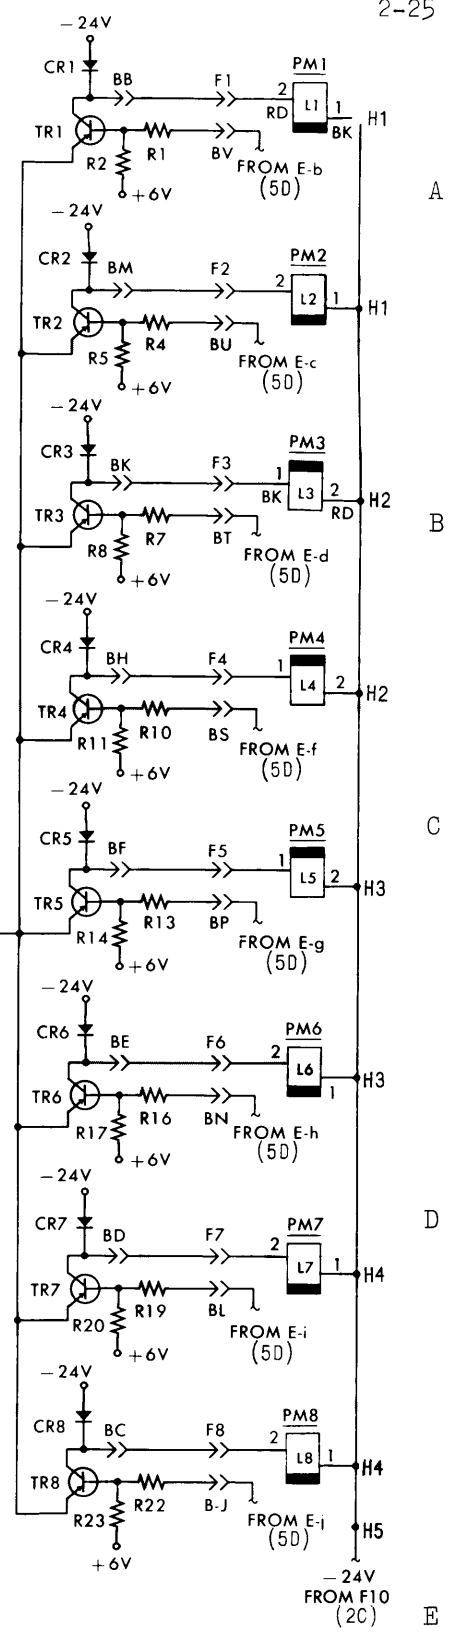 2-25
−24V
CR1 BB F1 2 PM1
RD L1 1 H1
BK
TR1
R2 R1 BV FROM E-b
(5D)
+6V
A
−24V
CR2 BM F2 2 PM2
L2 1 H1
TR2
R5 R4 BU FROM E-c
(5D)
+6V
−24V
CR3 BK F3 1 PM3
BK L3 2 H2
RD
TR3
R8 R7 BT FROM E-d
(5D)
+6V
B
−24V
CR4 BH F4 1 PM4
L4 2 H2
TR4
R11 R10 BS FROM E-f
(5D)
+6V
−24V
C
CR5 BF F5 1 PM5
L5 2 H3
TR5
R14 R13 BP FROM E-g
(5D)
+6V
−24V
CR6 BE F6 2 PM6
L6 1 H3
TR6
R17 R16 BN FROM E-h
(5D)
+6V
−24V
D
CR7 BD F7 2 PM7
L7 1 H4
TR7
R20 R19 BL FROM E-i
(5D)
+6V
−24V
CR8 BC F8 2 PM8
L8 1 H4
TR8
R23 R22 B-J FROM E-j
(5D)
+6V
H5
−24V
FROM F10
(2C)
E